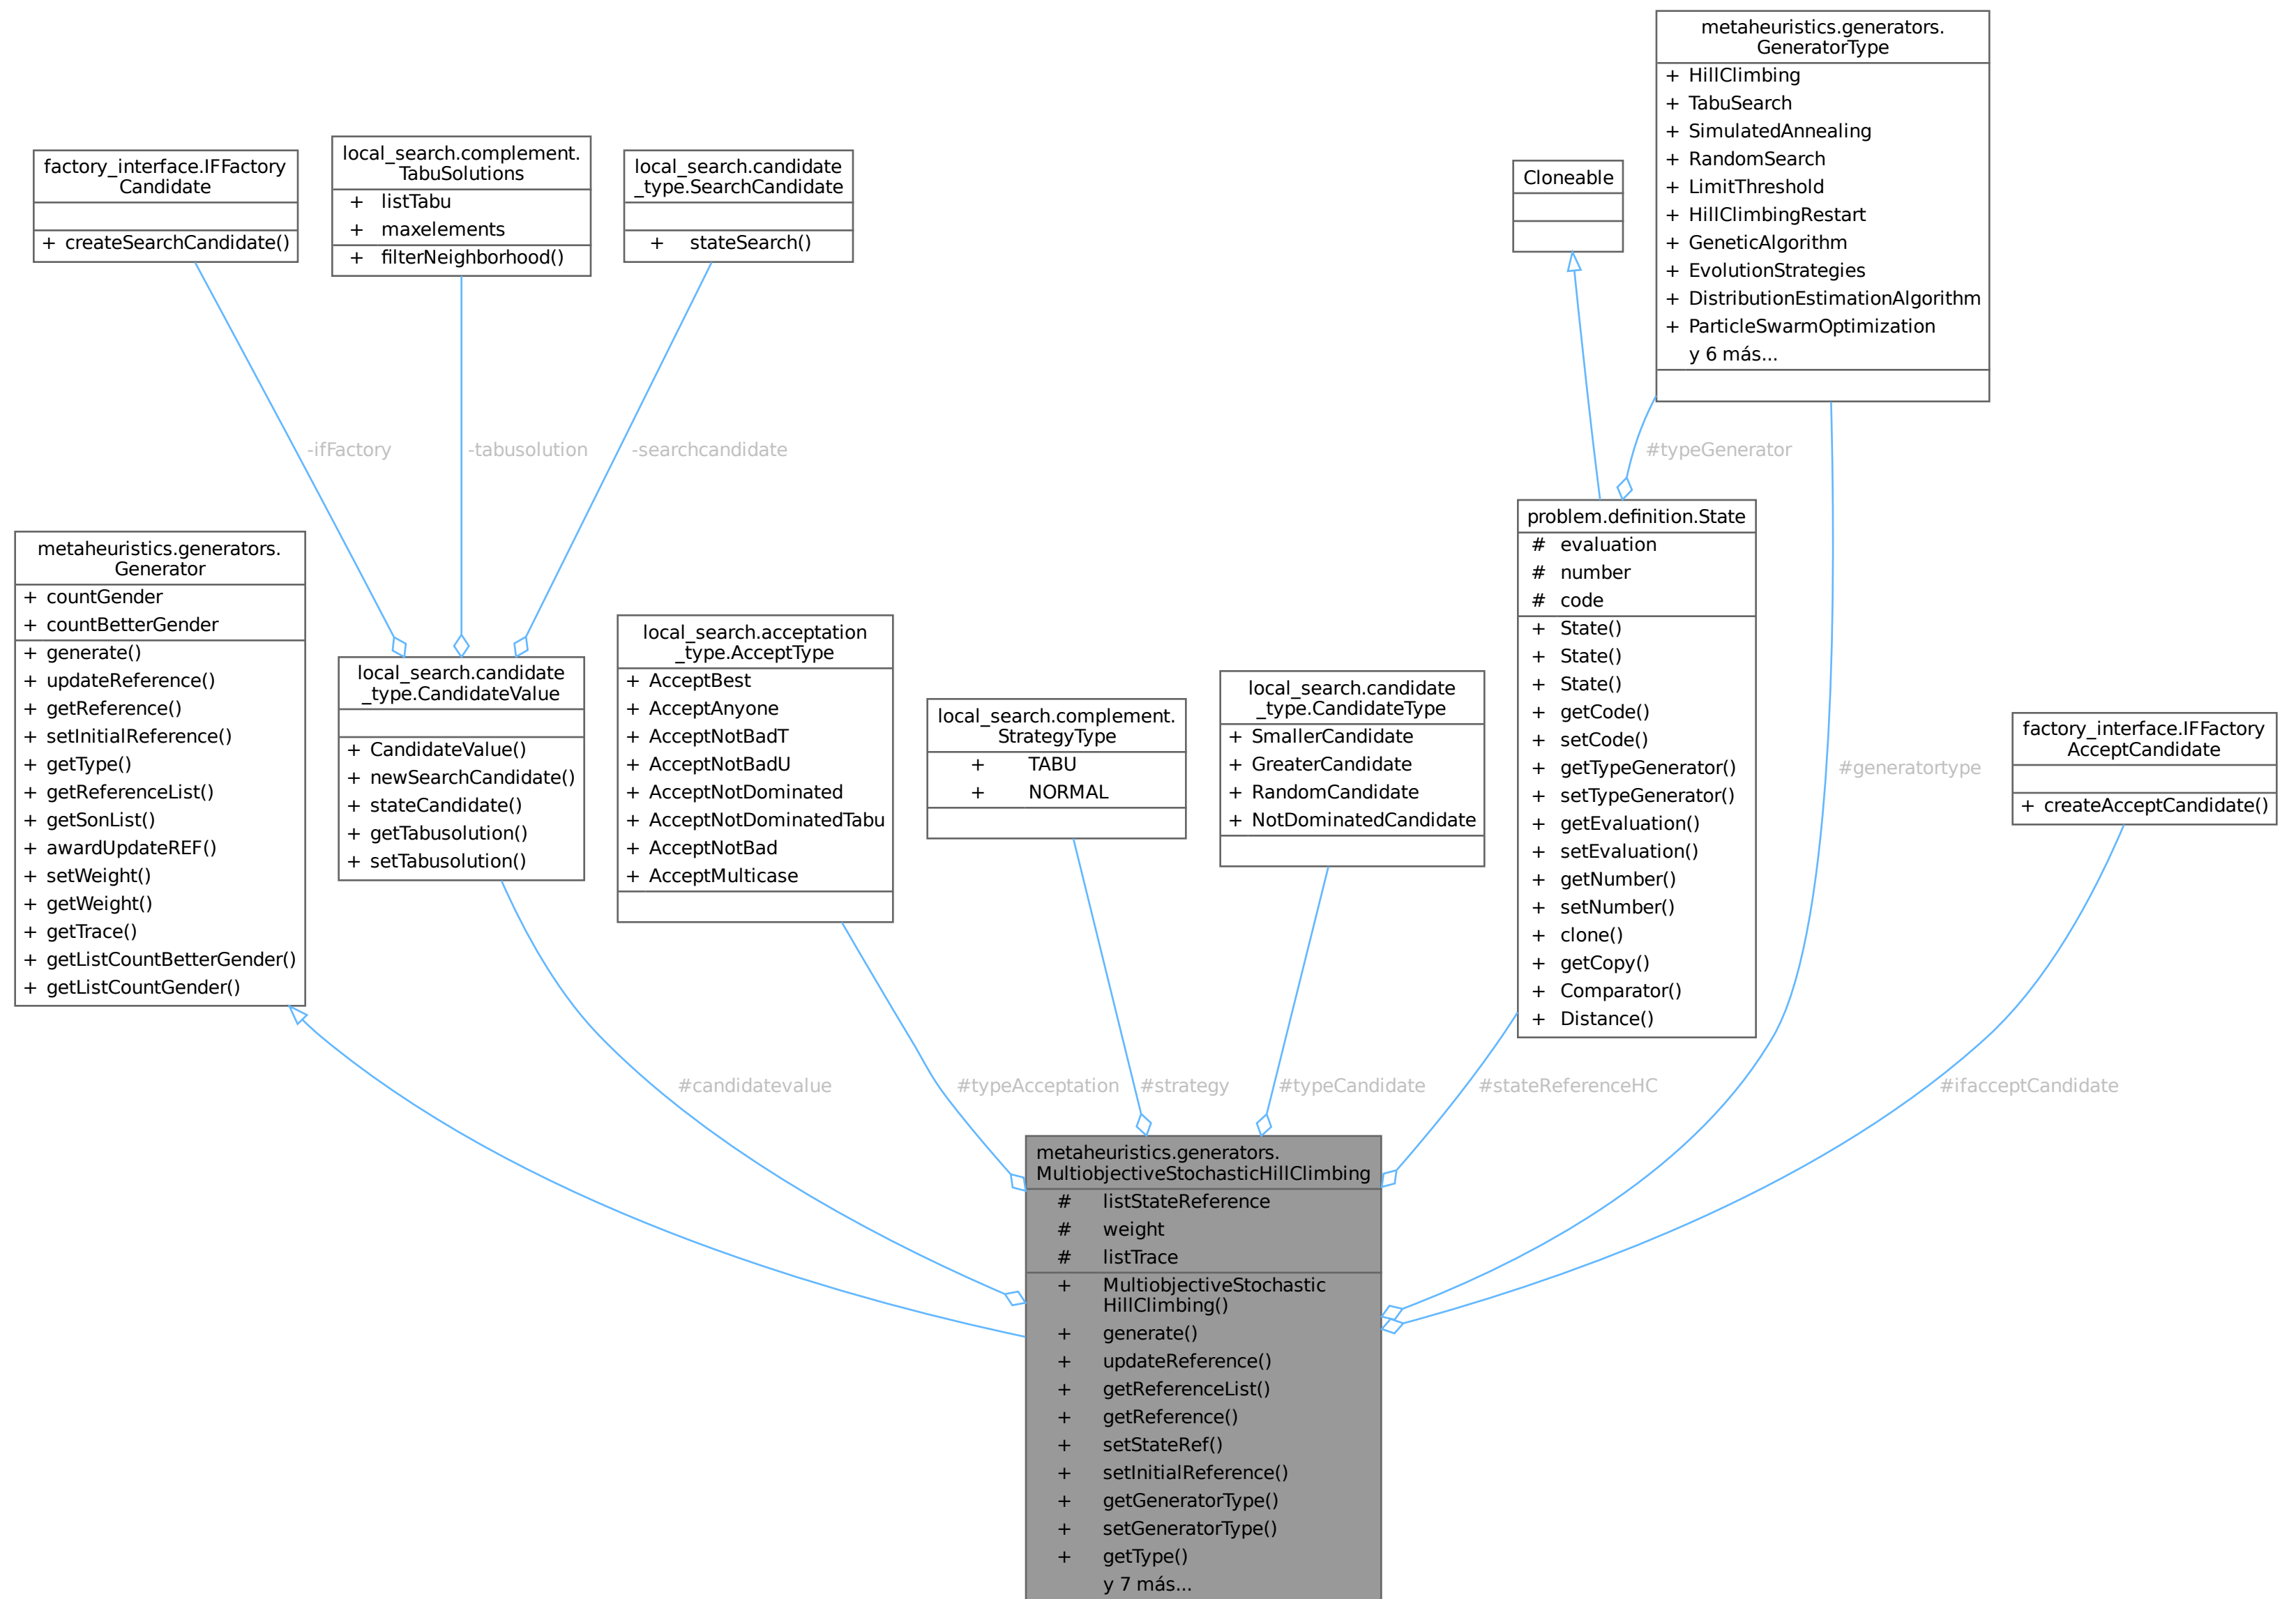 metaheuristics.generators.
GeneratorType
+ HillClimbing
+ TabuSearch
+ SimulatedAnnealing
+ RandomSearch
+ LimitThreshold
+ HillClimbingRestart
+ GeneticAlgorithm
+ EvolutionStrategies
+ DistributionEstimationAlgorithm
+ ParticleSwarmOptimization
y 6 más...
factory_interface.IFFactory
Candidate
+ createSearchCandidate()
local_search.complement.
TabuSolutions
+ listTabu
+ maxelements
+ filterNeighborhood()
local_search.candidate
_type.SearchCandidate
+ stateSearch()
Cloneable
-ifFactory
-tabusolution
-searchcandidate
#typeGenerator
metaheuristics.generators.
Generator
+ countGender
+ countBetterGender
+ generate()
+ updateReference()
+ getReference()
+ setInitialReference()
+ getType()
+ getReferenceList()
+ getSonList()
+ awardUpdateREF()
+ setWeight()
+ getWeight()
+ getTrace()
+ getListCountBetterGender()
+ getListCountGender()
local_search.candidate
_type.CandidateValue
+ CandidateValue()
+ newSearchCandidate()
+ stateCandidate()
+ getTabusolution()
+ setTabusolution()
local_search.acceptation
_type.AcceptType
+ AcceptBest
+ AcceptAnyone
+ AcceptNotBadT
+ AcceptNotBadU
+ AcceptNotDominated
+ AcceptNotDominatedTabu
+ AcceptNotBad
+ AcceptMulticase
local_search.complement.
StrategyType
+ TABU
+ NORMAL
local_search.candidate
_type.CandidateType
+ SmallerCandidate
+ GreaterCandidate
+ RandomCandidate
+ NotDominatedCandidate
problem.definition.State
# evaluation
# number
# code
+ State()
+ State()
+ State()
+ getCode()
+ setCode()
+ getTypeGenerator()
+ setTypeGenerator()
+ getEvaluation()
+ setEvaluation()
+ getNumber()
+ setNumber()
+ clone()
+ getCopy()
+ Comparator()
+ Distance()
#generatortype
factory_interface.IFFactory
AcceptCandidate
+ createAcceptCandidate()
#candidatevalue
#typeAcceptation
#strategy
#typeCandidate
#stateReferenceHC
#ifacceptCandidate
metaheuristics.generators.
MultiobjectiveStochasticHillClimbing
# listStateReference
# weight
# listTrace
+ MultiobjectiveStochastic
HillClimbing()
+ generate()
+ updateReference()
+ getReferenceList()
+ getReference()
+ setStateRef()
+ setInitialReference()
+ getGeneratorType()
+ setGeneratorType()
+ getType()
y 7 más...